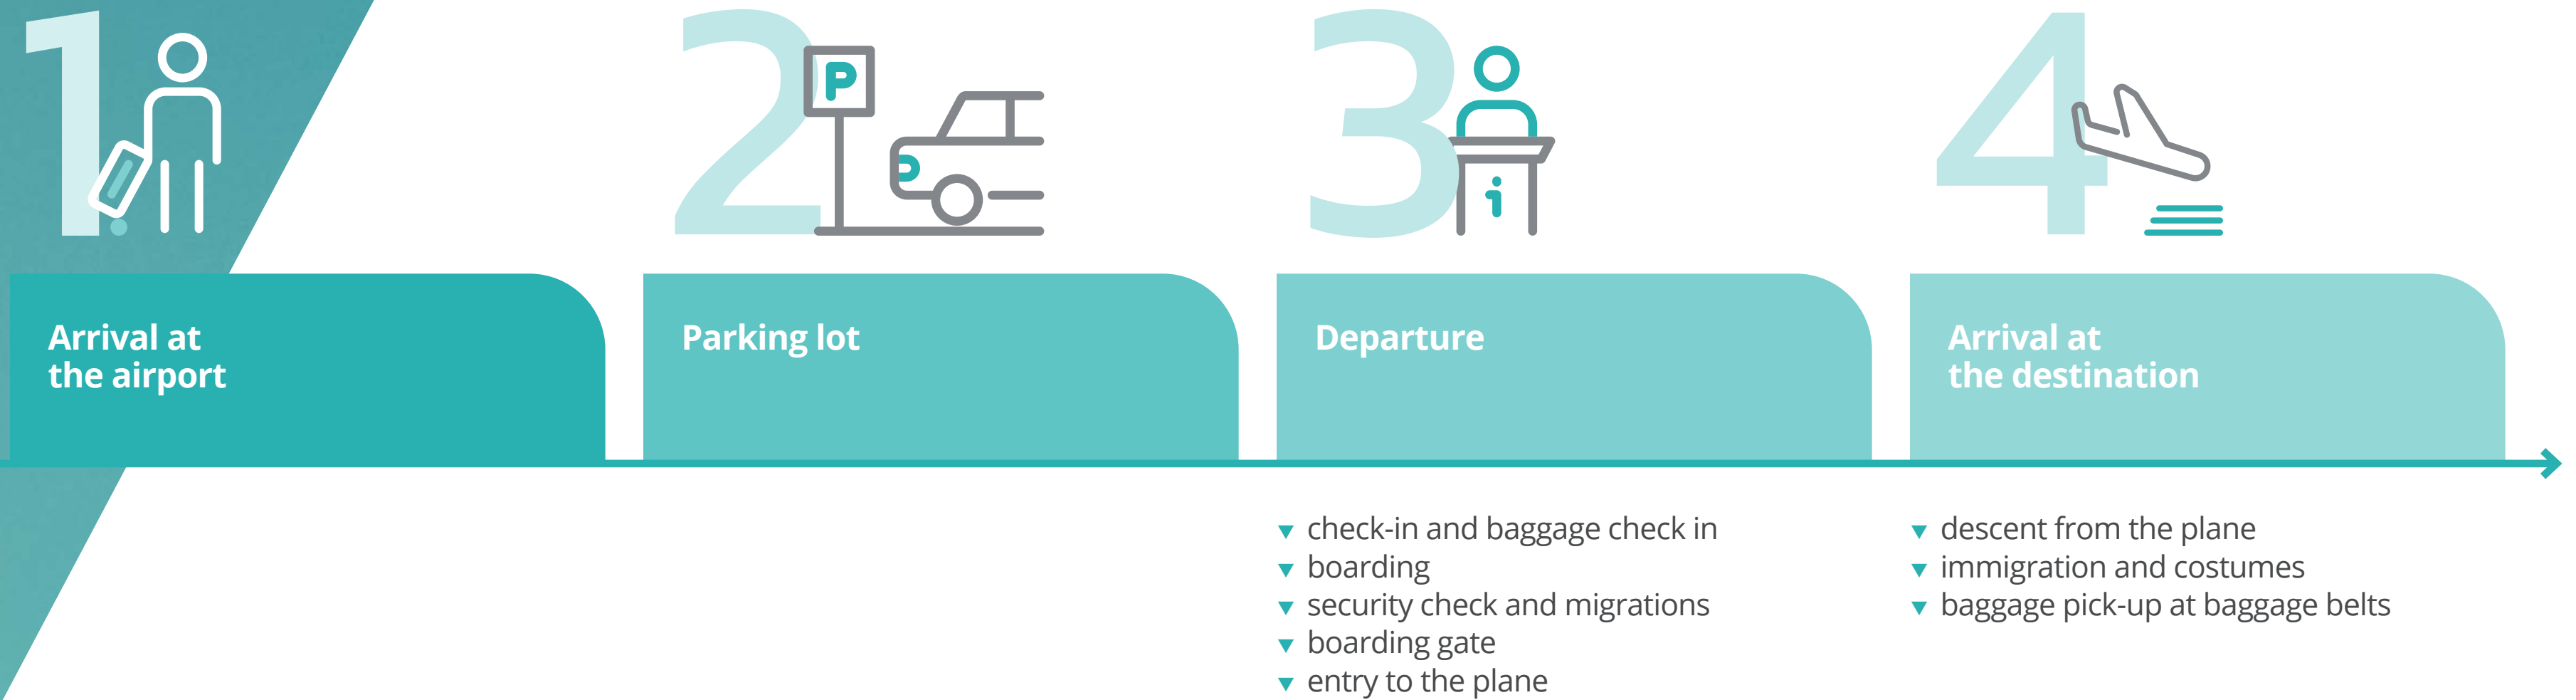 1
Arrival at
the airport
2
P
Parking lot
3
i
Departure
check-in and baggage check in
boarding
security check and migrations
boarding gate
entry to the plane
4
Arrival at
the destination
descent from the plane
immigration and costumes
baggage pick-up at baggage belts